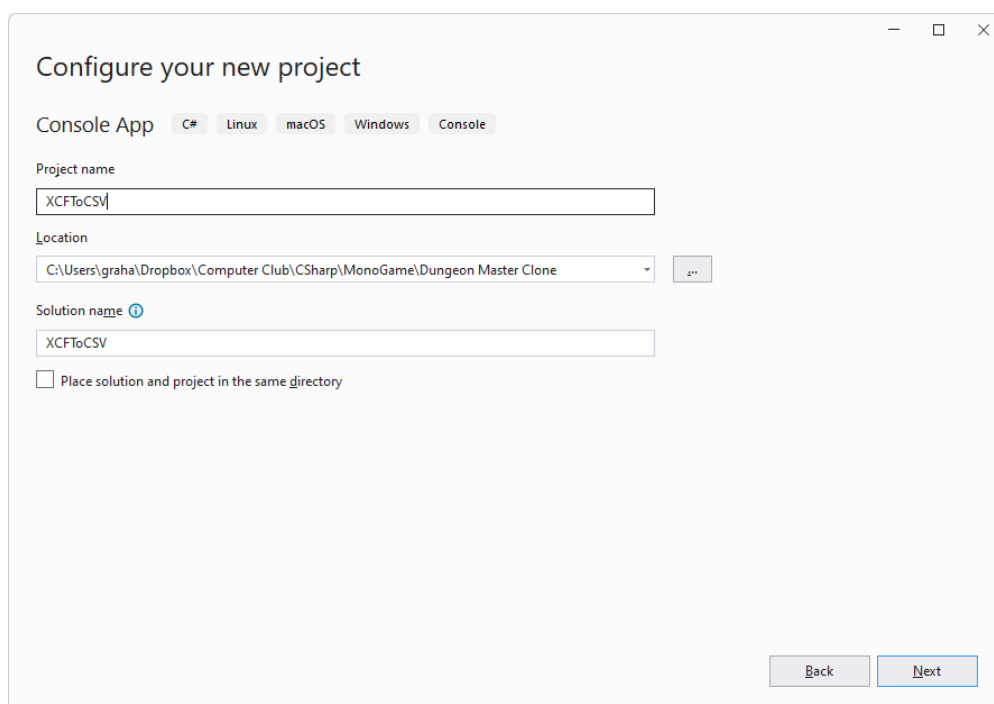 Configure your new project
Console App C# Linux macOS Windows Console
Project name
XCFToCSV
Location
C:\Users\graha\Dropbox\Computer Club\CSharp\MonoGame\Dungeon Master Clone
...
Solution name
XCFToCSV
Place solution and project in the same directory
Back Next